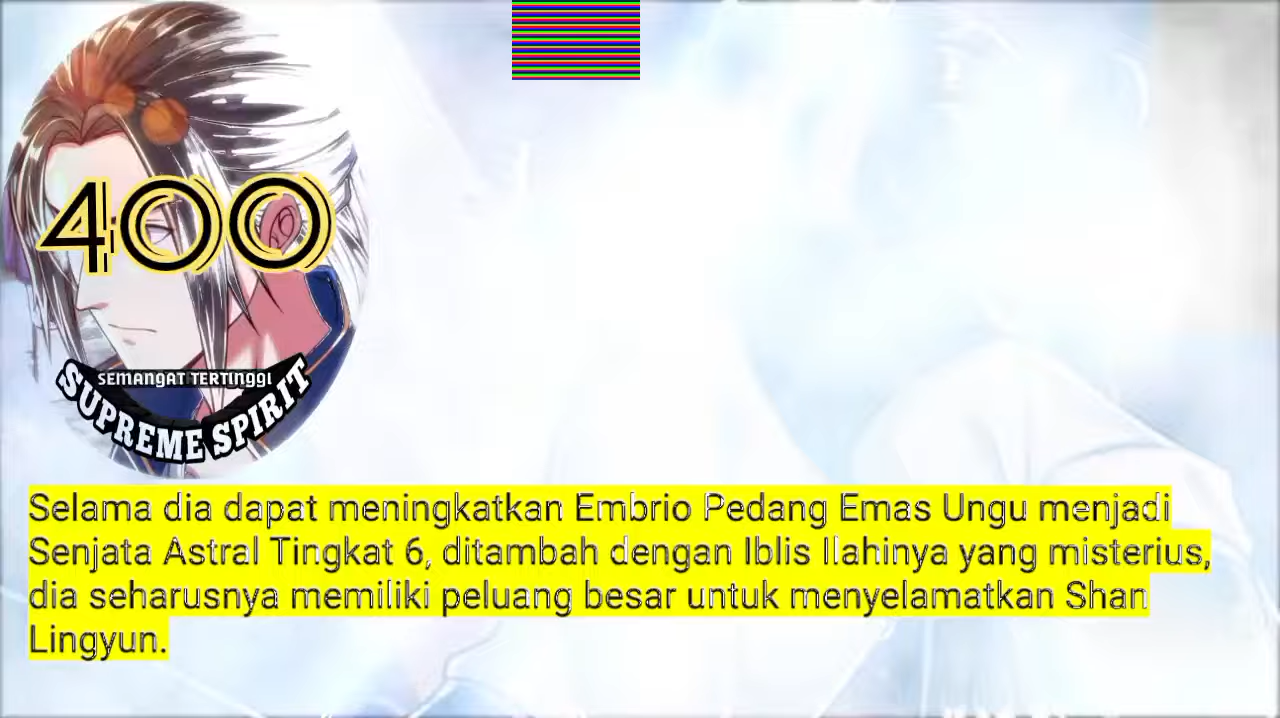 400
SEMANGAT TERTINGGI
SUPREME SPIRIT
Selama dia dapat meningkatkan Embrio Pedang Emas Ungu menjadi
Senjata Astral Tingkat 6, ditambah dengan Iblis Ilahinya yang misterius,
dia seharusnya memiliki peluang besar untuk menyelamatkan Shan
Lingyun.